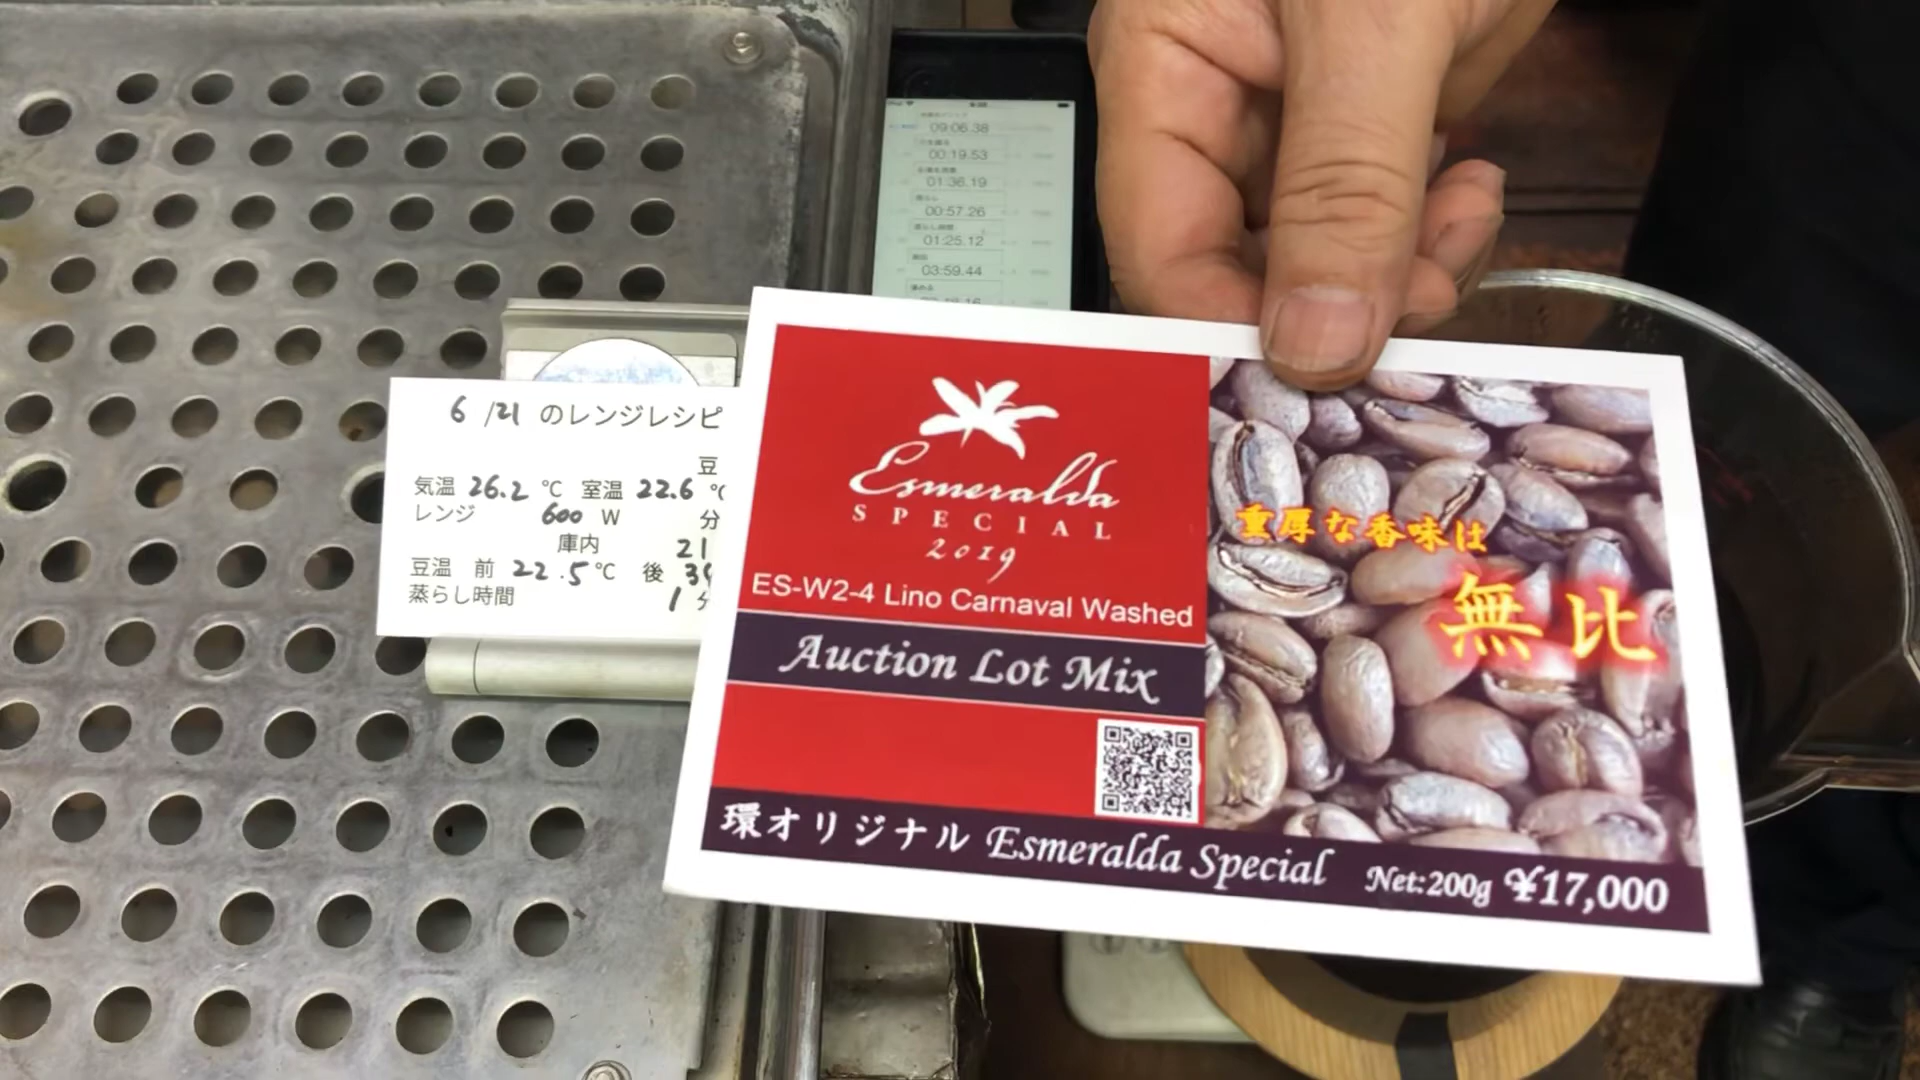 09:06.38
00:19.53
01:36.19
00:57.26
01:25.12
03:59.44
6/21 のレンジレシピ
豆
気温 26.2 ℃ 室温 22.6
レンジ 600 W 分
庫内 21
豆温 前 22.5 ℃ 後
蒸らし時間 1
Esmeralda
SPECIAL
2019
ES-W2-4 Lino Carnaval Washed
Auction Lot Mix
重厚な香味は
無比
環オリジナル Esmeralda Special Net:200g ¥17,000